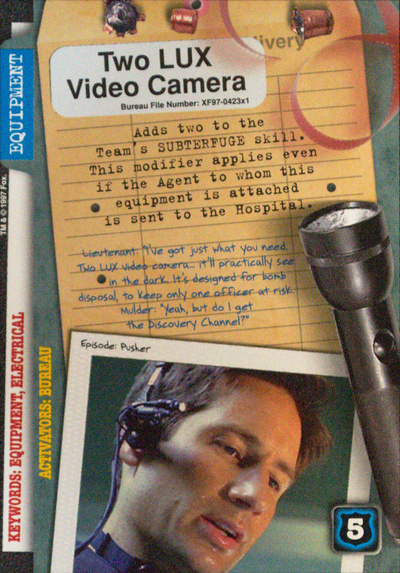 livery
Two LUX
Video Camera
Bureau File Number: XF97-0423x1
Adds two to the
Team's SUBTERFUGE skill.
This modifier applies even
if the Agent to whom this
equipment is attached
is sent to the Hospital.
Lieutenant: "I've got just what you need.
Two LUX video camera... it'll practically see
in the dark. It's designed for bomb
disposal, to keep only one officer at risk.
Mulder: "Yeah, but do I get
the Discovery Channel?"
Episode: Pusher
5
EQUIPMENT
TM & © 1997 Fox.
KEYWORDS: EQUIPMENT, ELECTRICAL
ACTIVATORS: BUREAU